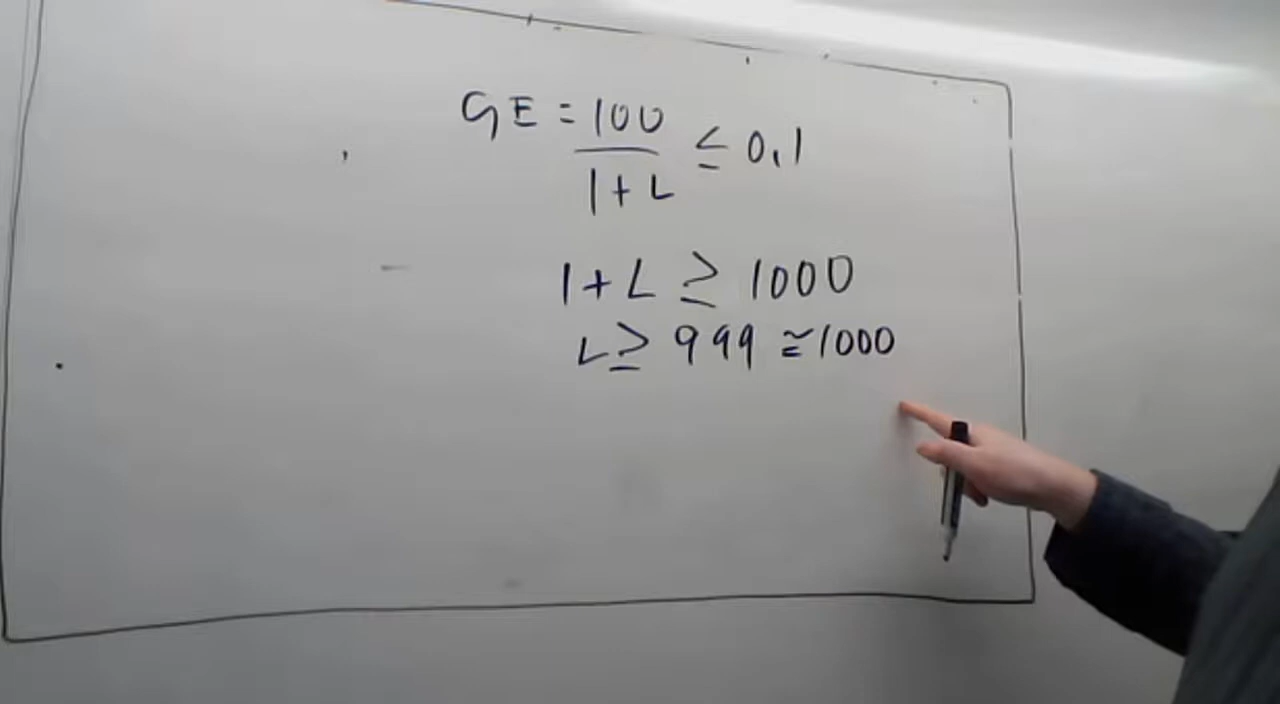 GE = 100 / 1 + L ≤ 0,1
1 + L ≥ 1000
L ≥ 999 ≅ 1000